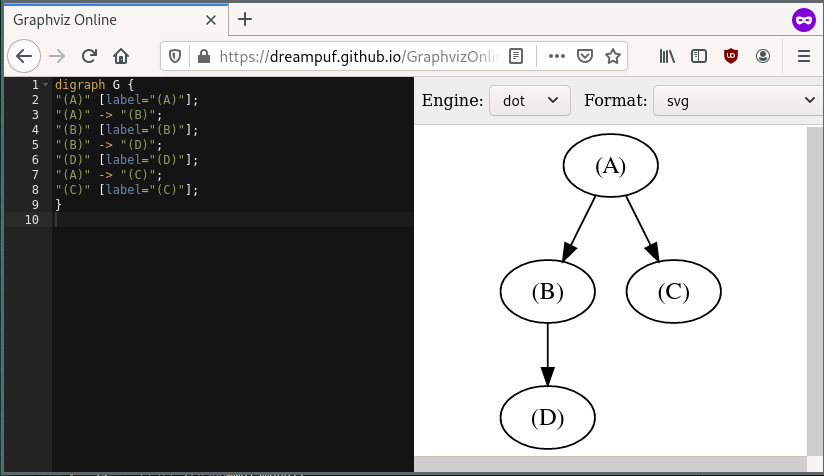 Graphviz Online
https://dreampuf.github.io/GraphvizOnli
1 digraph G {
2 "(A)" [label="(A)"];
3 "(A)" -> "(B)";
4 "(B)" [label="(B)"];
5 "(B)" -> "(D)";
6 "(D)" [label="(D)"];
7 "(A)" -> "(C)";
8 "(C)" [label="(C)"];
9 }
10
Engine: dot Format: svg
(A)
(B) (C)
(D)